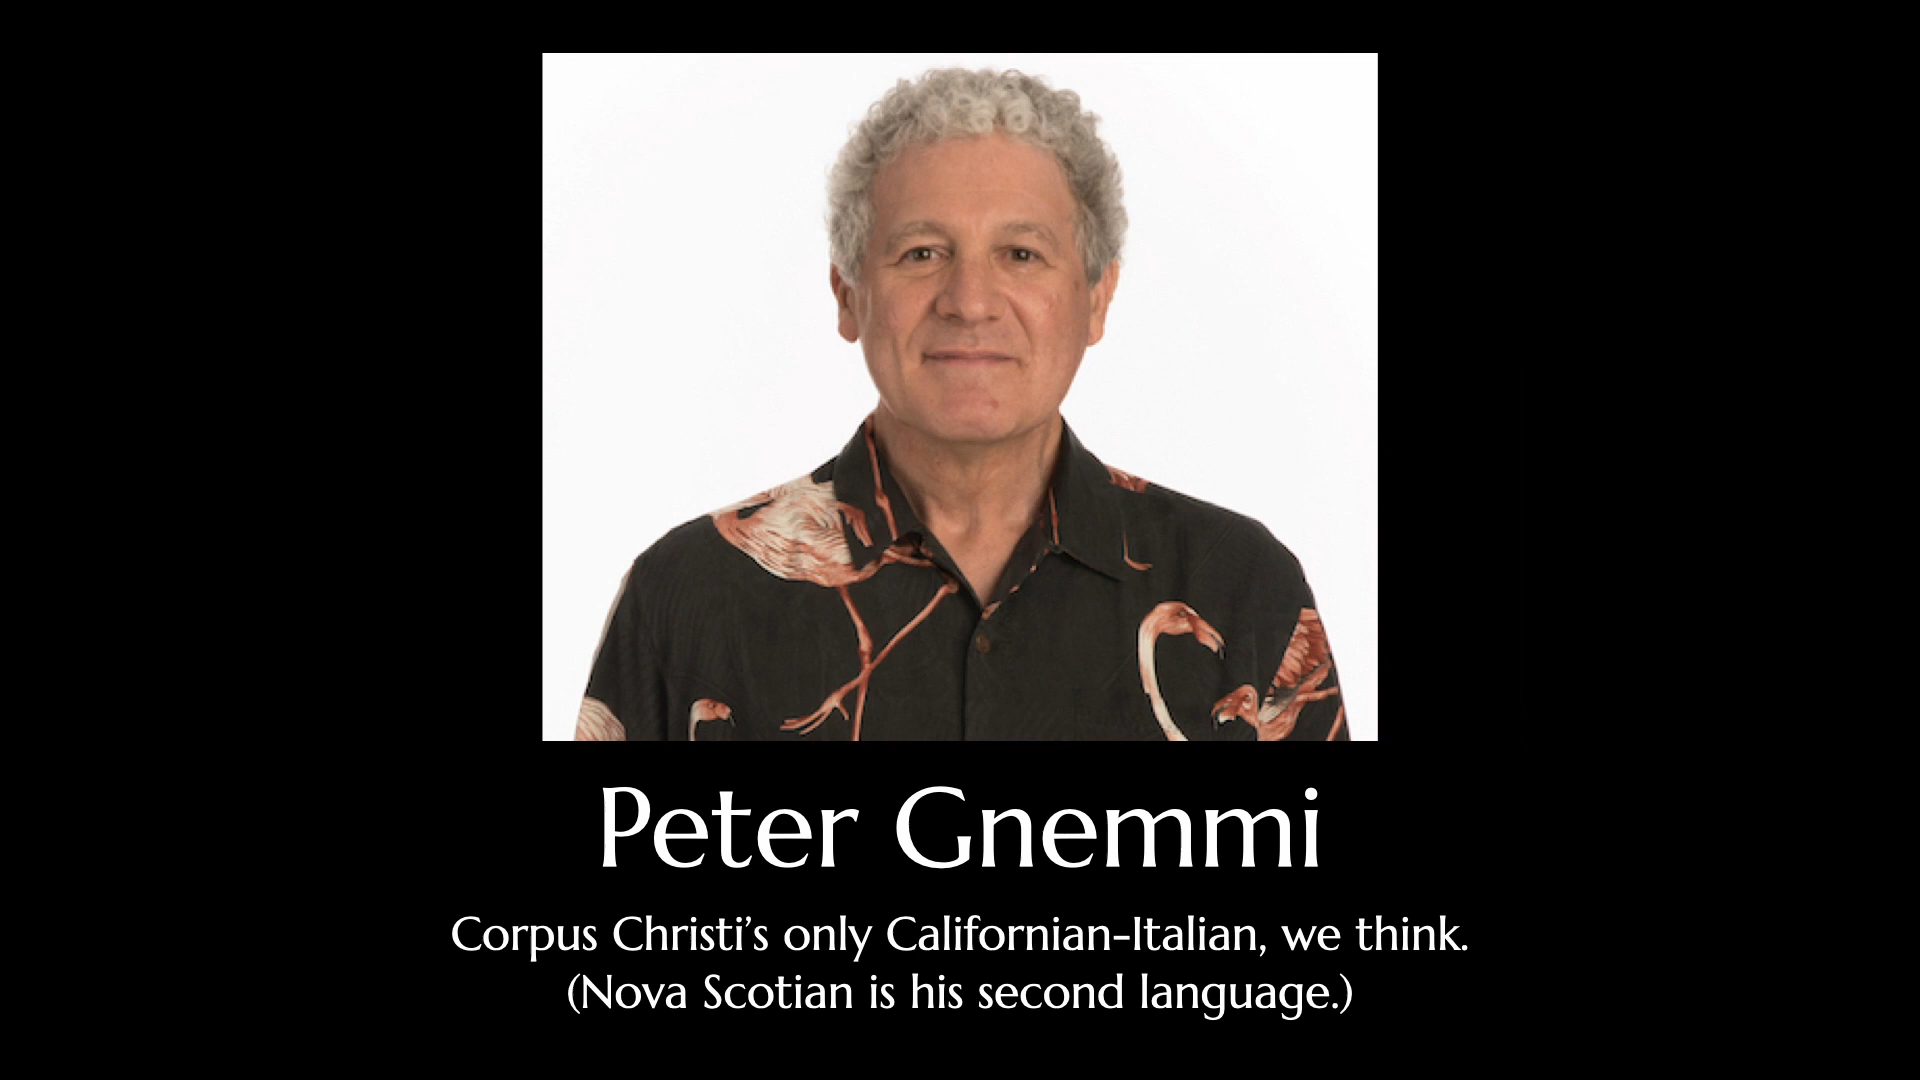 Peter Gnemmi
Corpus Christi’s only Californian-Italian, we think.
(Nova Scotian is his second language.)